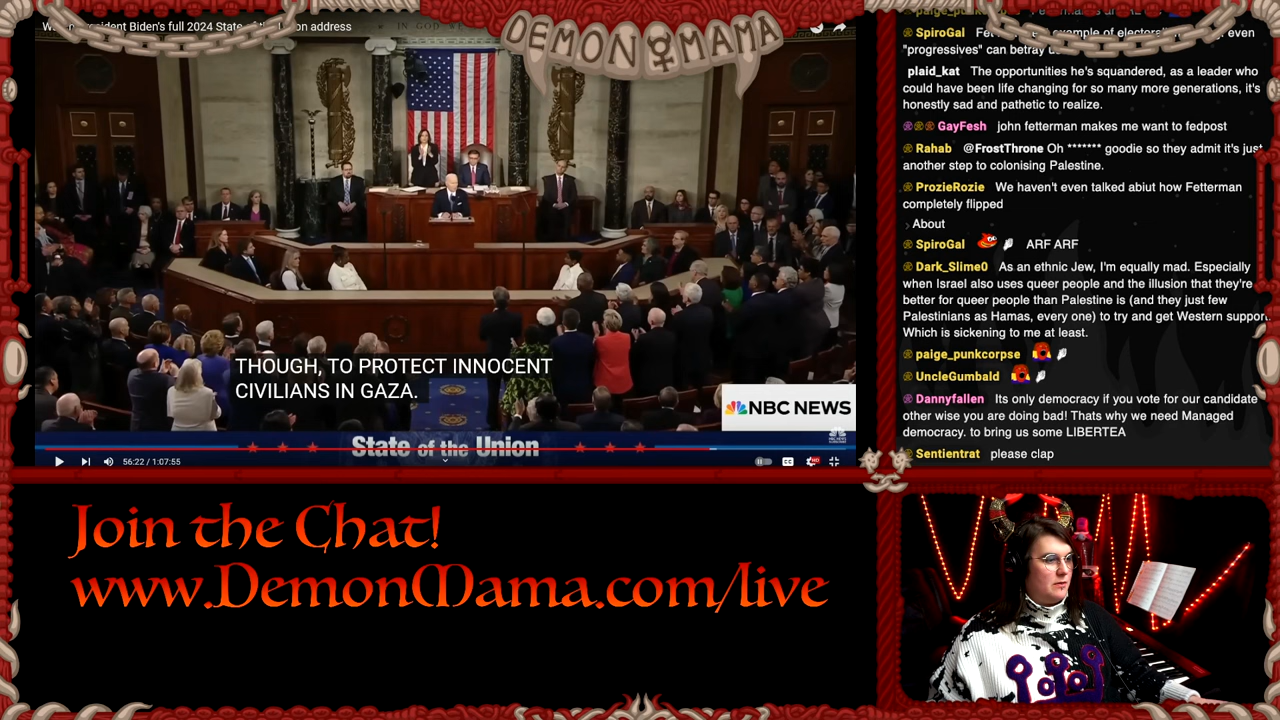 President Biden's full 2024 State of the Union address
IN GOD WE
DEMON MAMA
THOUGH, TO PROTECT INNOCENT
CIVILIANS IN GAZA.
NBC NEWS
State of the Union
56:22 / 1:07:55
CC
HD
Join the Chat!
www.DemonMama.com/live
SpiroGal example of even
"progressives" can betray
plaid_kat The opportunities he's squandered, as a leader who
could have been life changing for so many more generations, it's
honestly sad and pathetic to realize.
GayFesh john fetterman makes me want to fedpost
Rahab @FrostThrone Oh ******* goodie so they admit it's just
another step to colonising Palestine.
ProzieRozie We haven't even talked abiut how Fetterman
completely flipped
About
SpiroGal ARF ARF
Dark_Slime0 As an ethnic Jew, I'm equally mad. Especially
when Israel also uses queer people and the illusion that they're
better for queer people than Palestine is (and they just few
Palestinians as Hamas, every one) to try and get Western support.
Which is sickening to me at least.
paige_punkcorpse
UncleGumbald
Dannyfallen Its only democracy if you vote for our candidate
other wise you are doing bad! Thats why we need Managed
democracy. to bring us some LIBERTEA
Sentientrat please clap